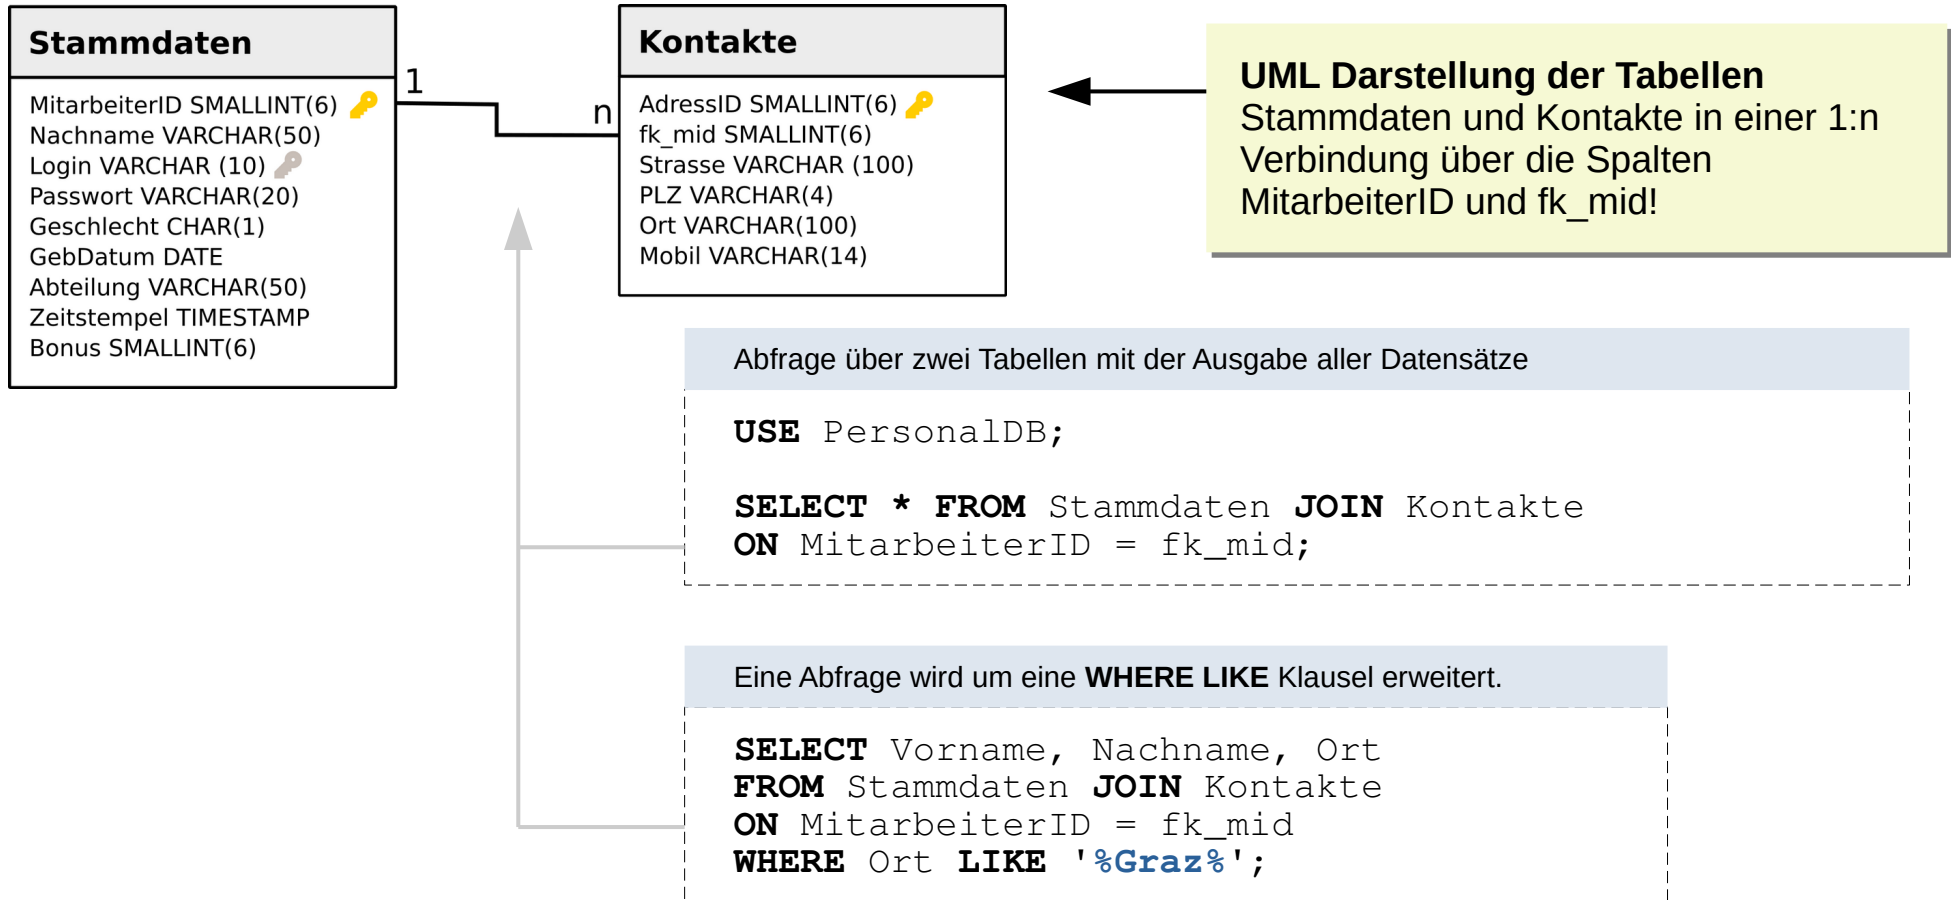 Stammdaten
MitarbeiterID SMALLINT(6)
Nachname VARCHAR(50)
Login VARCHAR (10)
Passwort VARCHAR(20)
Geschlecht CHAR(1)
GebDatum DATE
Abteilung VARCHAR(50)
Zeitstempel TIMESTAMP
Bonus SMALLINT(6)
1
n
Kontakte
AdressID SMALLINT(6)
fk_mid SMALLINT(6)
Strasse VARCHAR (100)
PLZ VARCHAR(4)
Ort VARCHAR(100)
Mobil VARCHAR(14)
UML Darstellung der Tabellen
Stammdaten und Kontakte in einer 1:n
Verbindung über die Spalten
MitarbeiterID und fk_mid!
Abfrage über zwei Tabellen mit der Ausgabe aller Datensätze
USE PersonalDB;
SELECT * FROM Stammdaten JOIN Kontakte
ON MitarbeiterID = fk_mid;
Eine Abfrage wird um eine WHERE LIKE Klausel erweitert.
SELECT Vorname, Nachname, Ort
FROM Stammdaten JOIN Kontakte
ON MitarbeiterID = fk_mid
WHERE Ort LIKE '%Graz%';